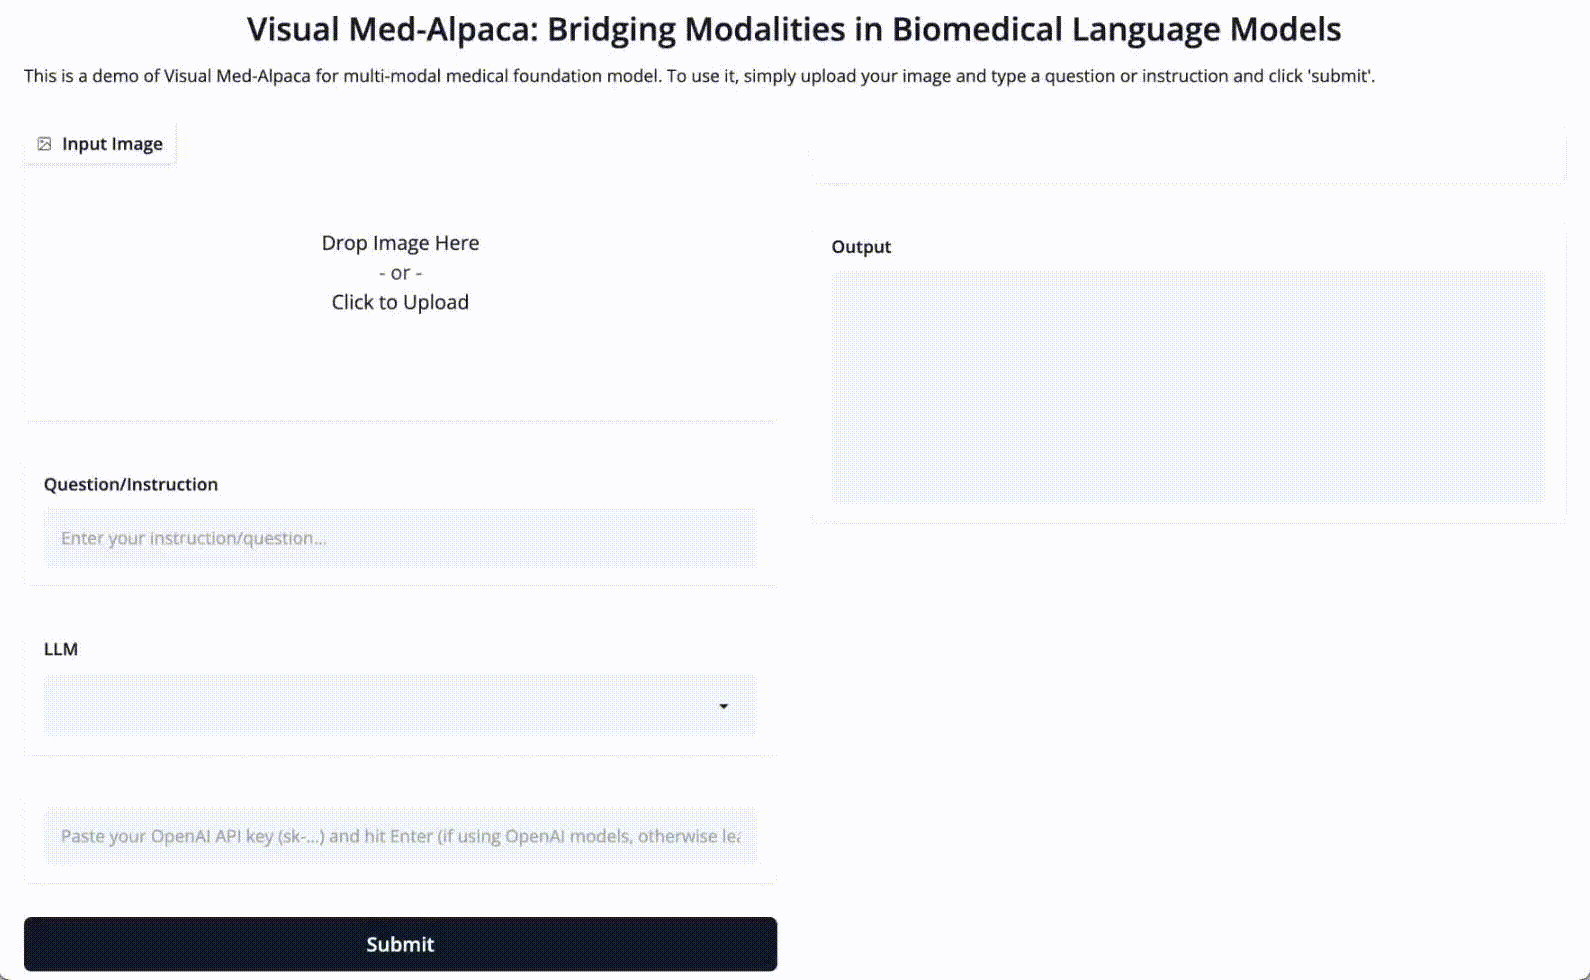 Visual Med-Alpaca: Bridging Modalities in Biomedical Language Models
This is a demo of Visual Med-Alpaca for multi-modal medical foundation model. To use it, simply upload your image and type a question or instruction and click 'submit'.
Input Image
Drop Image Here
- or -
Click to Upload
Question/Instruction
Enter your instruction/question...
LLM
Paste your OpenAI API key (sk-...) and hit Enter (if using OpenAI models, otherwise
Submit
Output